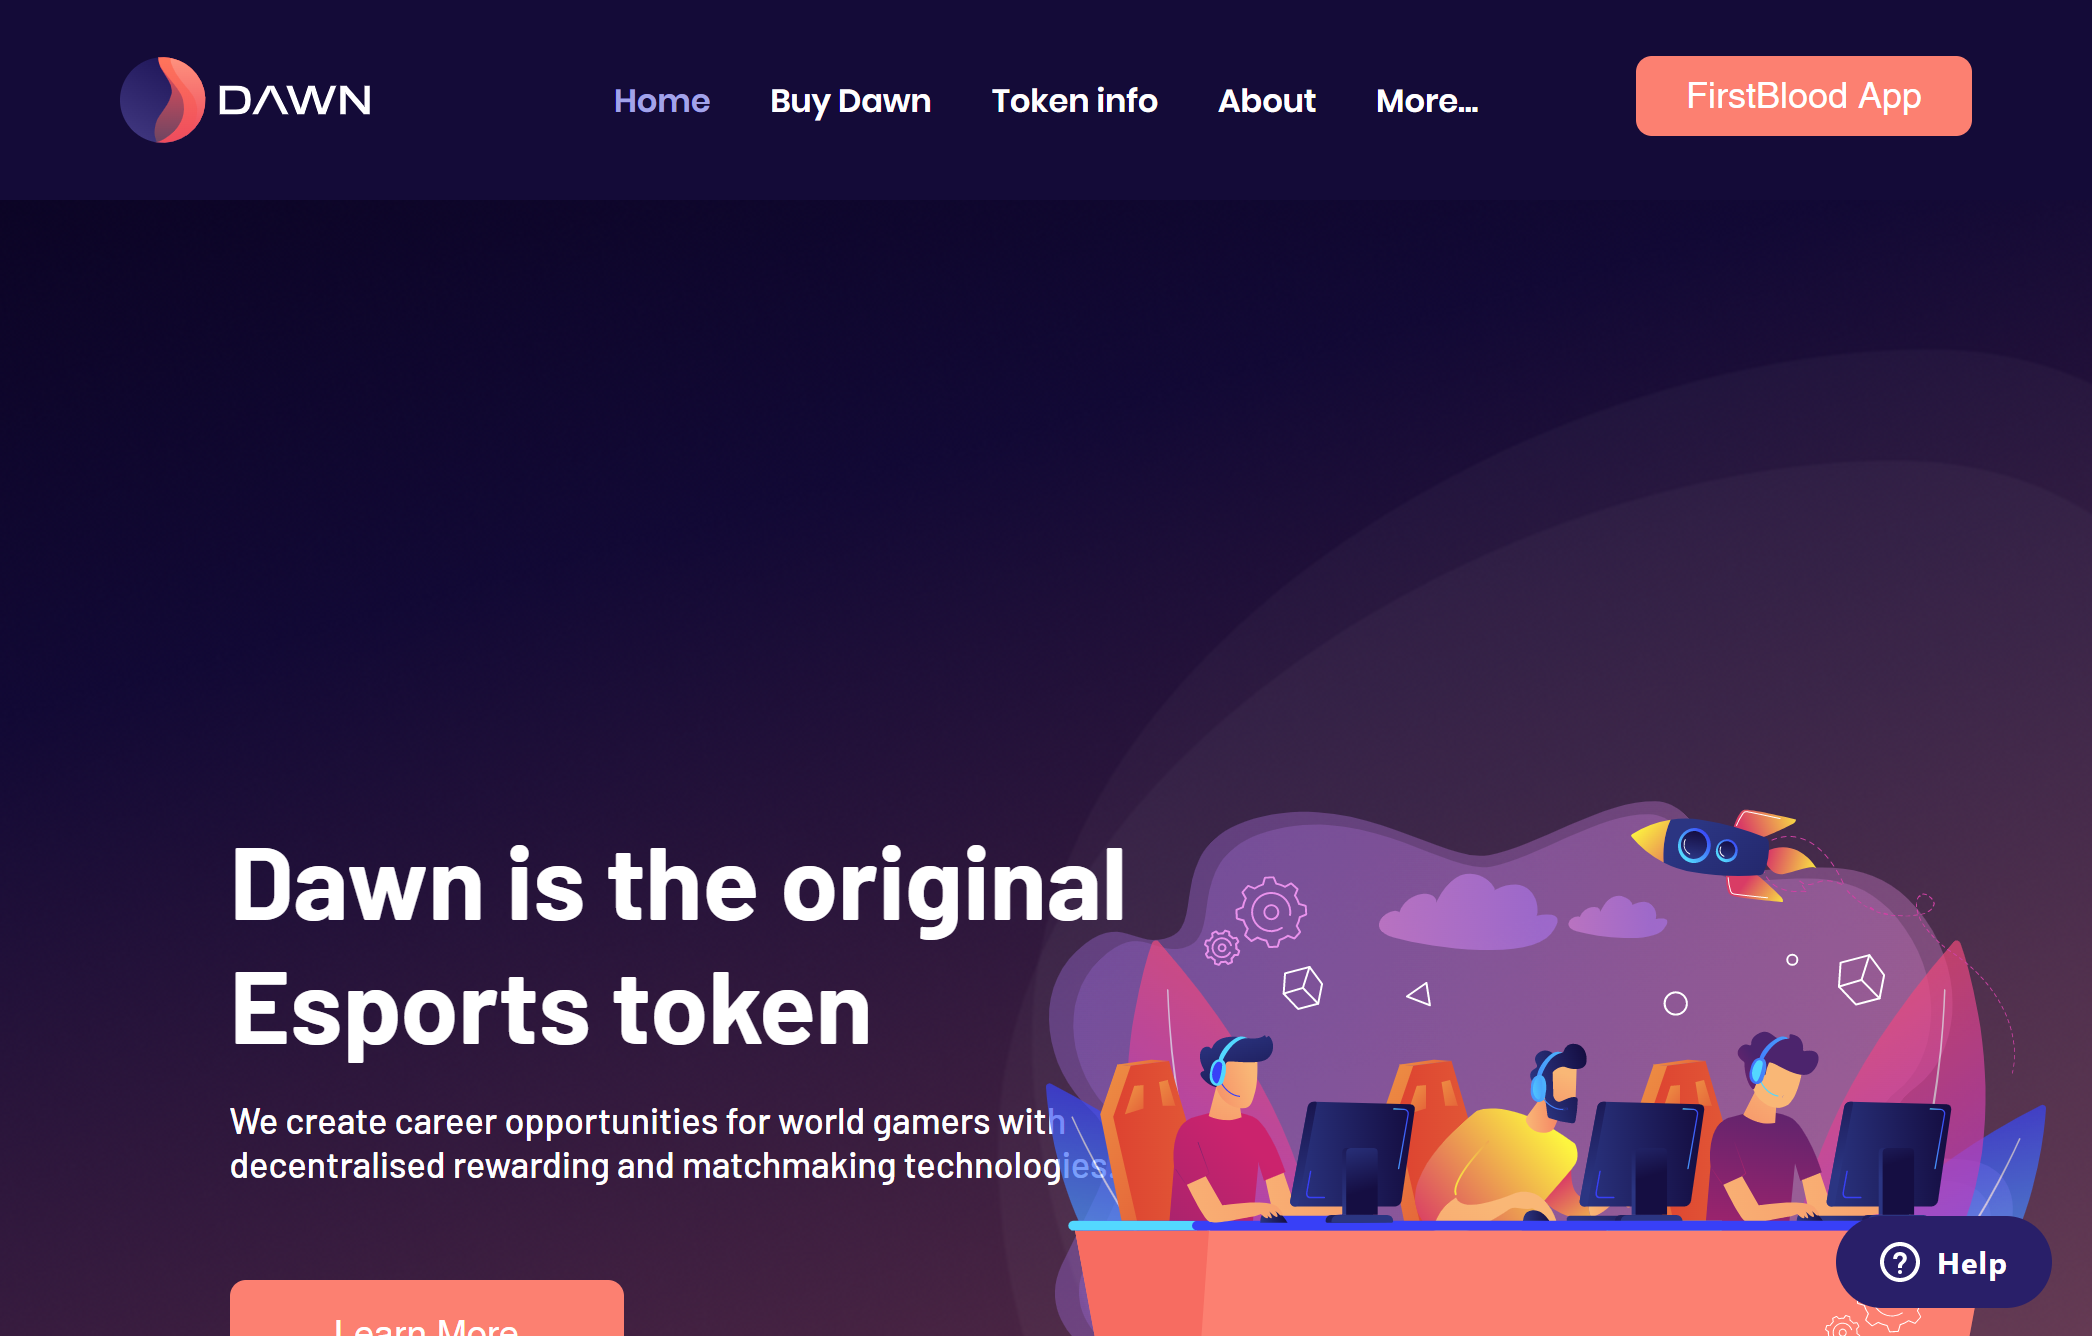 DAWN
Home
Buy Dawn
Token info
About
More...
FirstBlood App
Dawn is the original
Esports token
We create career opportunities for world gamers with
decentralised rewarding and matchmaking technologies.
Learn More
Help